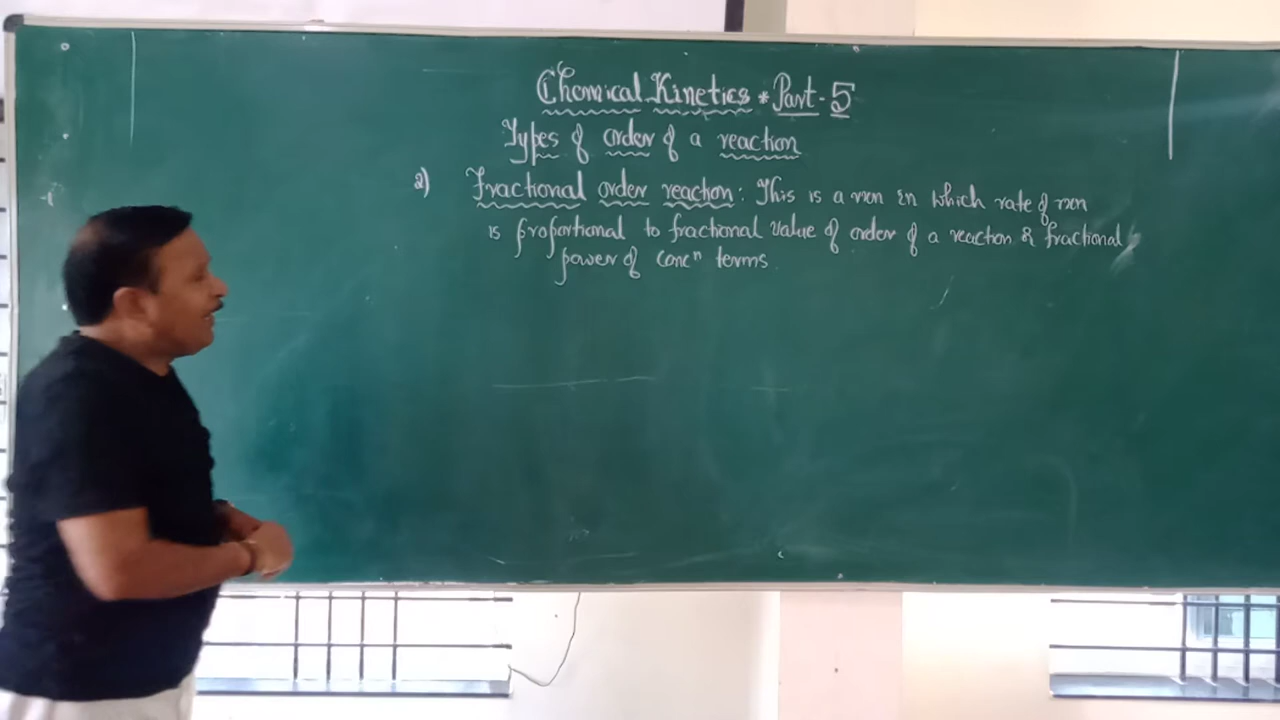 Chemical Kinetics * Part - 5
Types of order of a reaction
2) Fractional order reaction : This is a rxn in which rate of rxn
is proportional to fractional value of order of a reaction & fractional
power of concⁿ terms